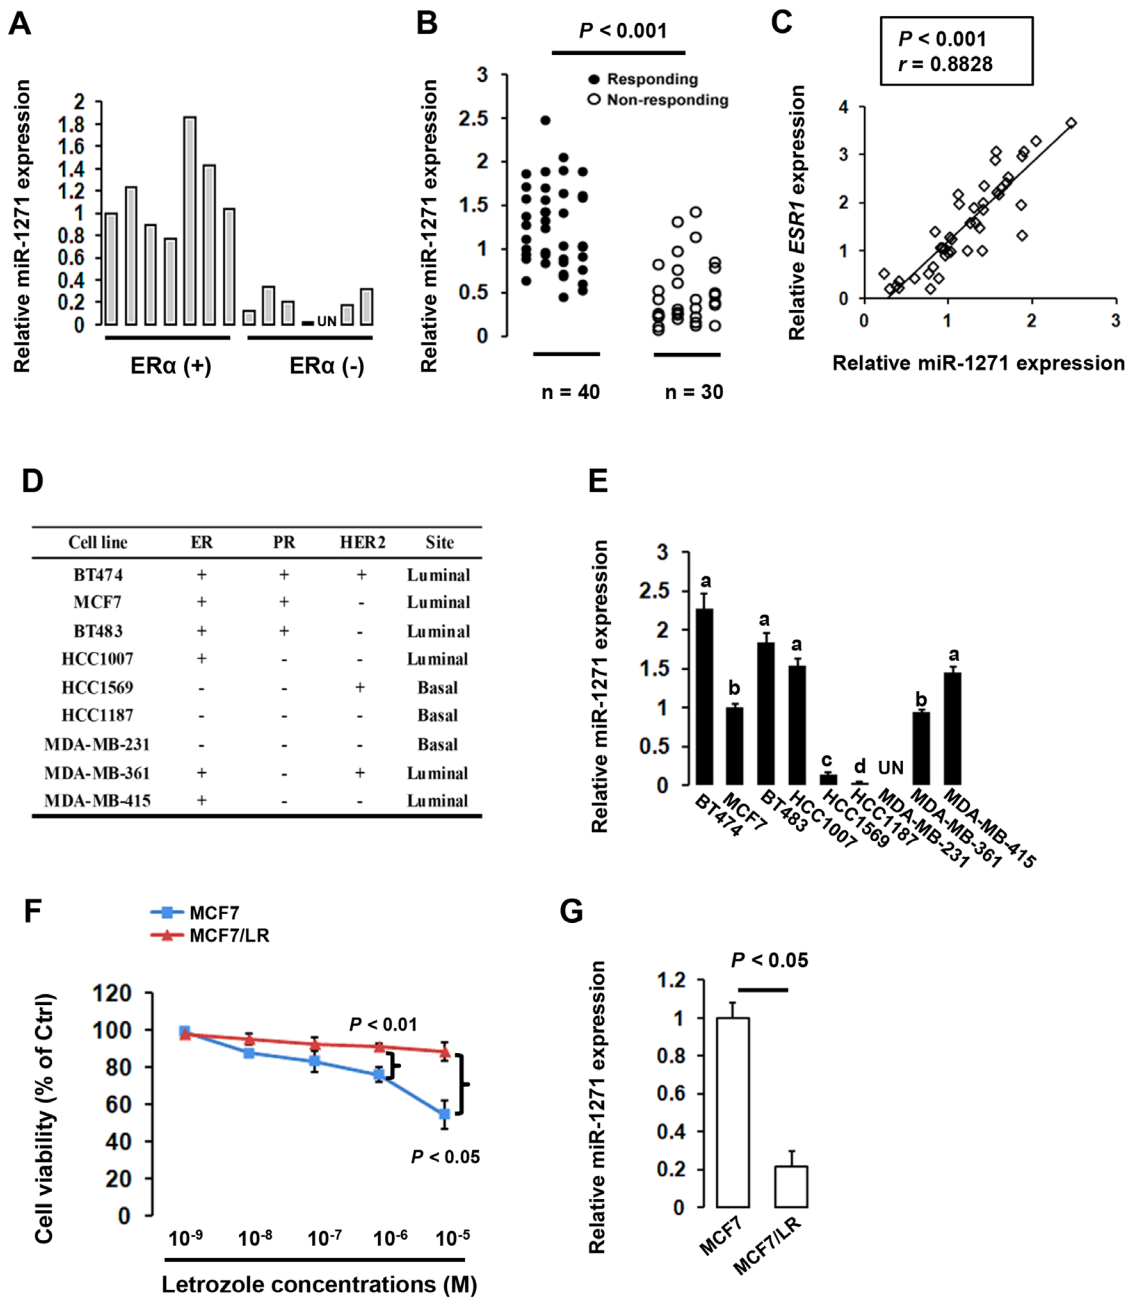 A
Relative miR-1271 expression
2
1.8
1.6
1.4
1.2
1
0.8
0.6
0.4
0.2
0
UN
ERα (+)
ERα (-)
B
P < 0.001
Relative miR-1271 expression
3
2.5
2
1.5
1
0.5
0
Responding
Non-responding
n = 40
n = 30
C
P < 0.001
r = 0.8828
Relative ESR1 expression
4
3
2
1
0
0
1
2
3
Relative miR-1271 expression
D
Cell line ER PR HER2 Site
BT474 + + + Luminal
MCF7 + + - Luminal
BT483 + + - Luminal
HCC1007 + - - Luminal
HCC1569 - - + Basal
HCC1187 - - - Basal
MDA-MB-231 - - - Basal
MDA-MB-361 + - + Luminal
MDA-MB-415 + - - Luminal
E
Relative miR-1271 expression
3
2.5
2
1.5
1
0.5
0
a
b
a
a
c
d
UN
b
a
BT474
MCF7
BT483
HCC1007
HCC1569
HCC1187
MDA-MB-231
MDA-MB-361
MDA-MB-415
F
MCF7
MCF7/LR
Cell viability (% of Ctrl)
120
100
80
60
40
20
0
P < 0.01
P < 0.05
10-9
10-8
10-7
10-6
10-5
Letrozole concentrations (M)
G
P < 0.05
Relative miR-1271 expression
1.2
1
0.8
0.6
0.4
0.2
0
MCF7
MCF7/LR